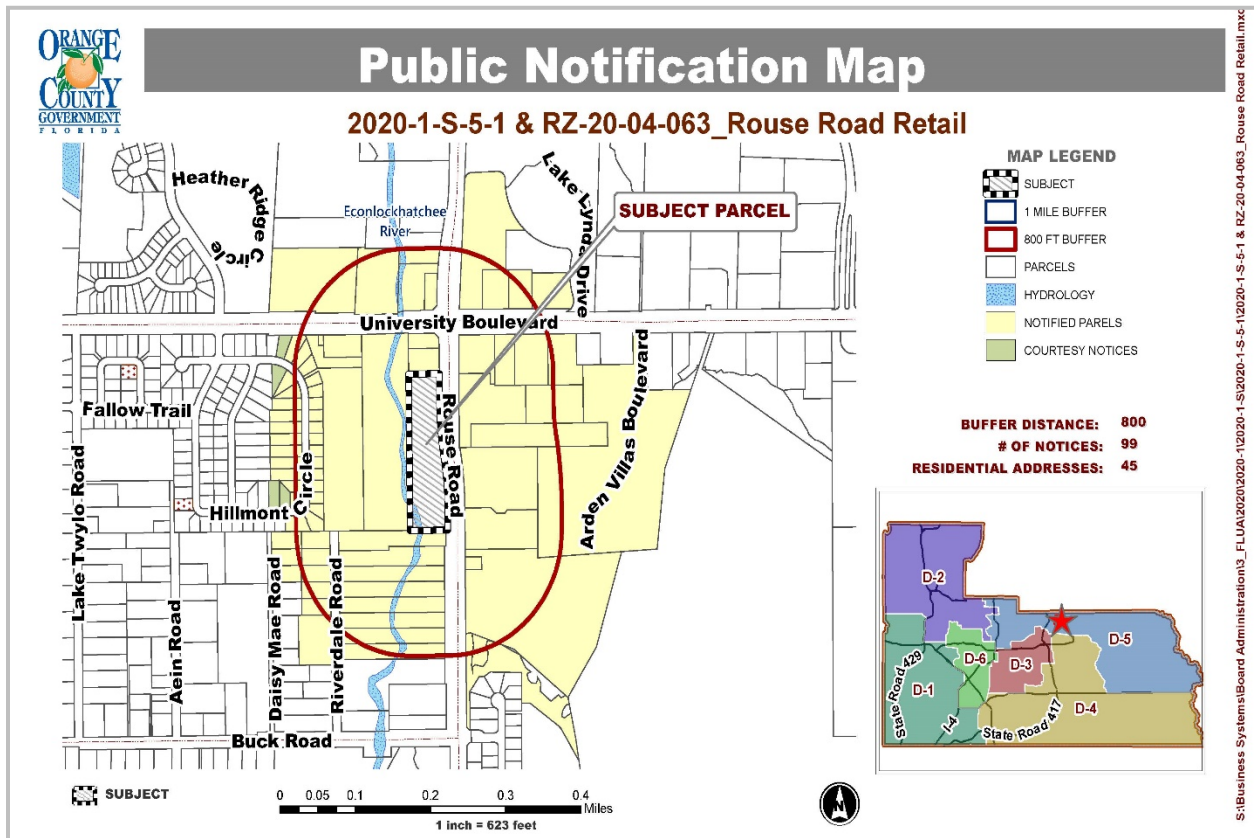 ORANGE
COUNTY
GOVERNMENT
FLORIDA
Public Notification Map
2020-1-S-5-1 & RZ-20-04-063_Rouse Road Retail
Heather Ridge Circle
Econlockhatchee
River
Lake Lynda Drive
SUBJECT PARCEL
University Boulevard
Fallow Trail
Rouse Road
Arden Villas Boulevard
Lake Twylo Road
Hillmont Circle
Aein Road
Daisy Mae Road
Riverdale Road
Buck Road
MAP LEGEND
SUBJECT
1 MILE BUFFER
800 FT BUFFER
PARCELS
HYDROLOGY
NOTIFIED PARELS
COURTESY NOTICES
BUFFER DISTANCE: 800
# OF NOTICES: 99
RESIDENTIAL ADDRESSES: 45
D-2
D-5
D-6
D-3
D-1
D-4
State Road 429
I-4
State Road 417
SUBJECT
0 0.05 0.1 0.2 0.3 0.4
Miles
1 inch = 623 feet
N
S:\Business Systems\Board Administration\3_FLUA\2020\2020-1\2020-1-S\2020-1-S-5-1\2020-1-S-5-1 & RZ-20-04-063_Rouse Road Retail.mxd